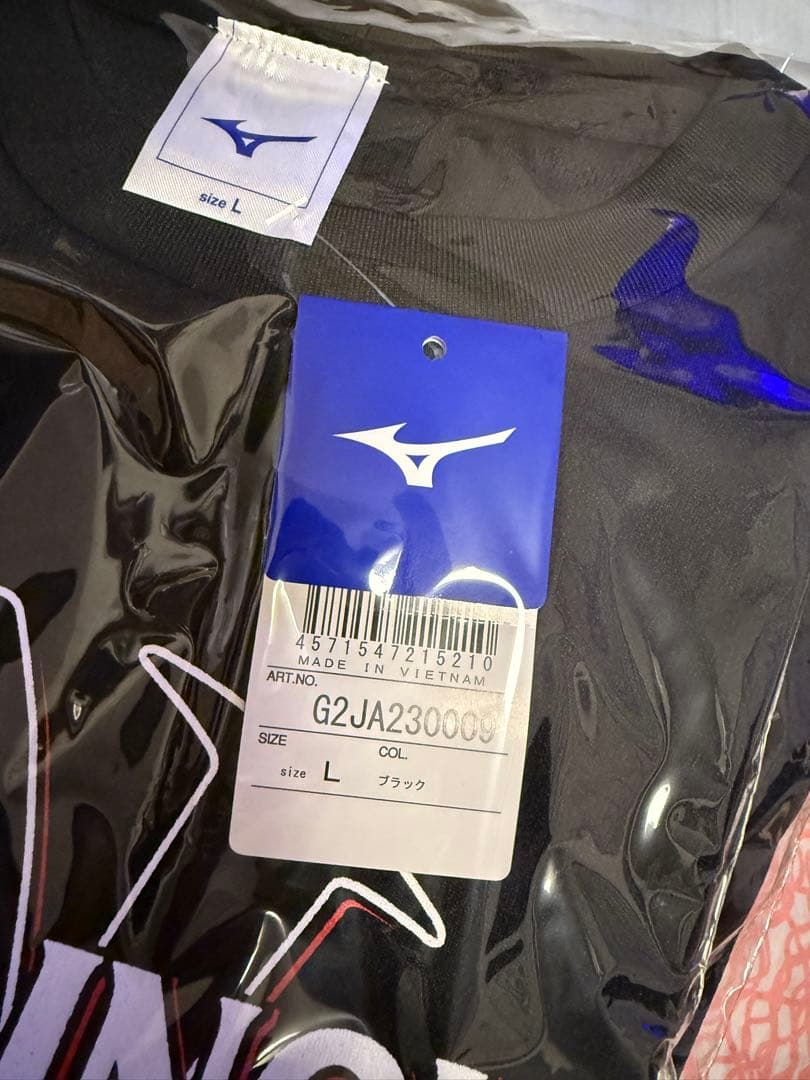 size L
4571547215210
MADE IN VIETNAM
ART.NO.
G2JA230009
SIZE
COL.
size L
ブラック